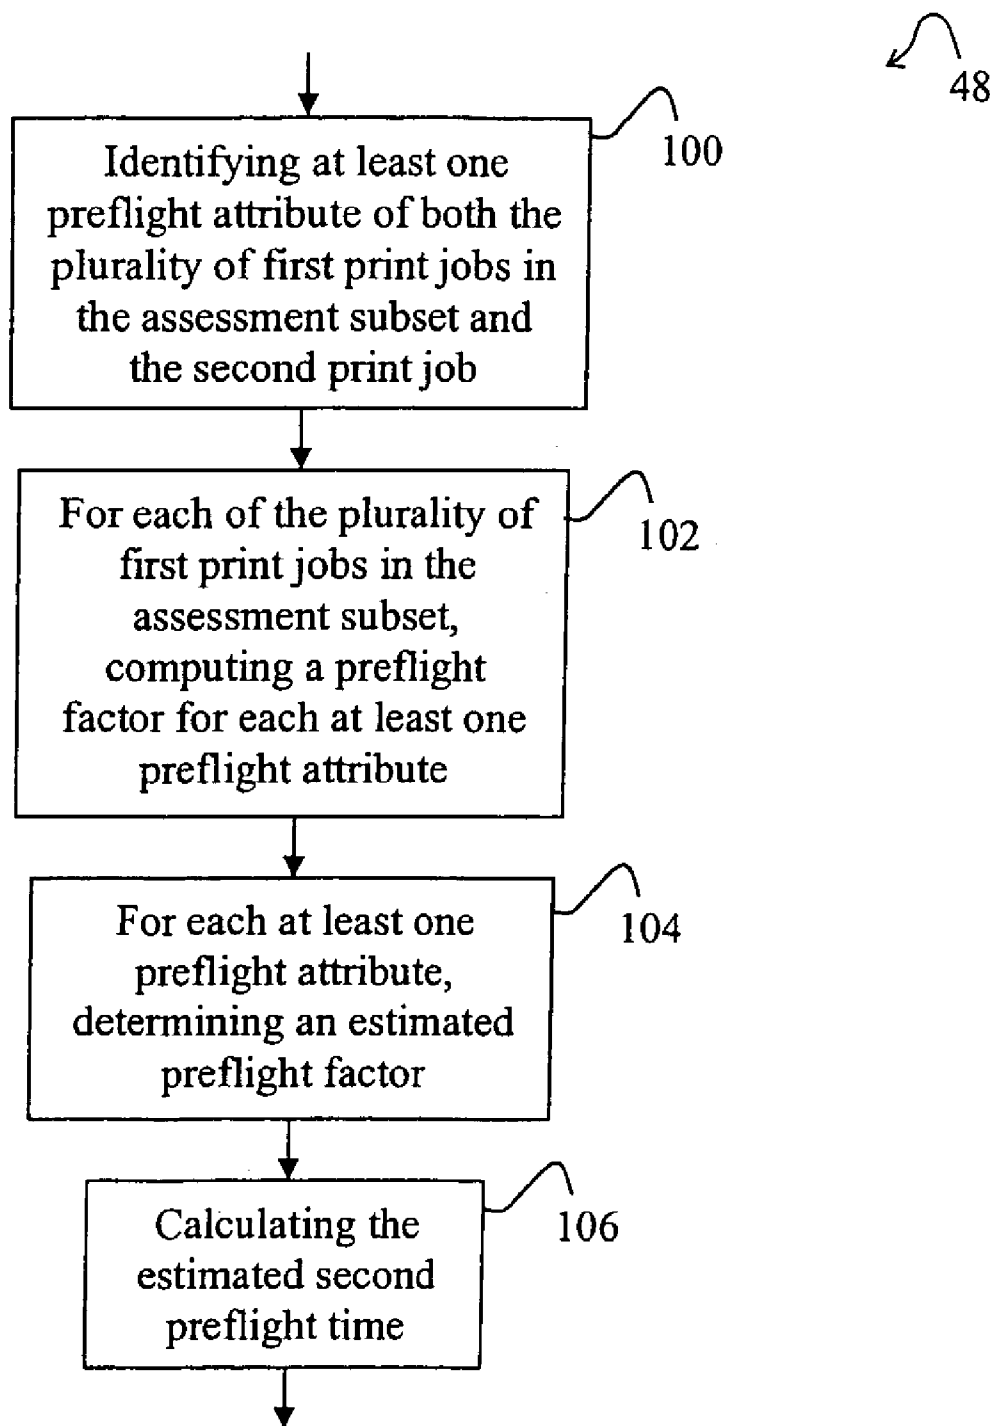 48
100
Identifying at least one
preflight attribute of both the
plurality of first print jobs in
the assessment subset and
the second print job
102
For each of the plurality of
first print jobs in the
assessment subset,
computing a preflight
factor for each at least one
preflight attribute
104
For each at least one
preflight attribute,
determining an estimated
preflight factor
106
Calculating the
estimated second
preflight time